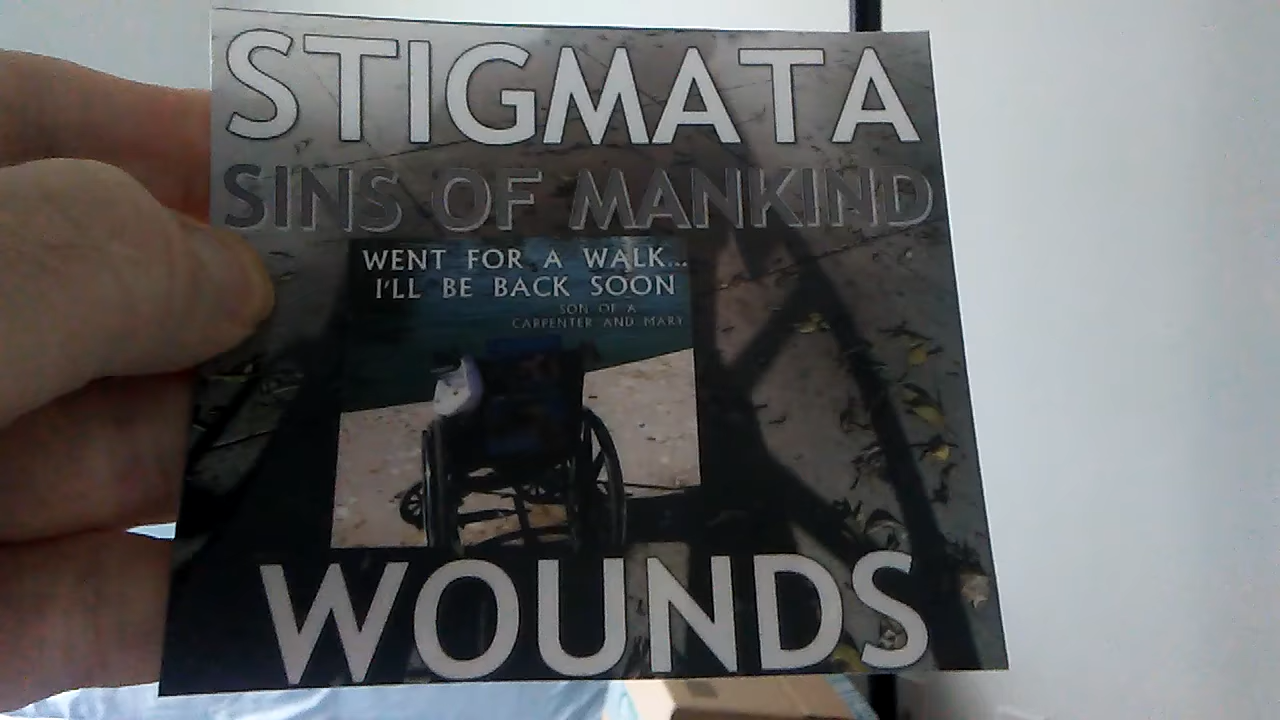 STIGMATA
SINS OF MANKIND
WENT FOR A WALK...
I'LL BE BACK SOON
SON OF A
CARPENTER AND MARY
WOUNDS